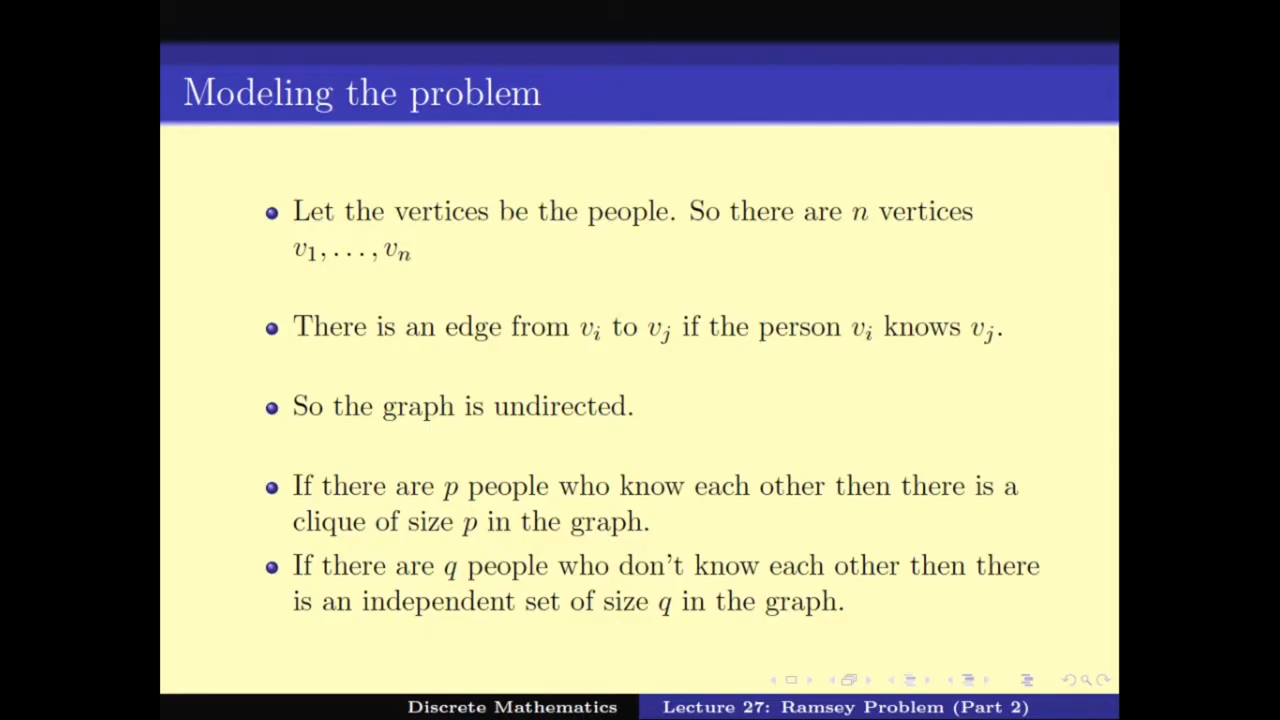 Modeling the problem
Let the vertices be the people. So there are n vertices
v₁, . . . , vₙ
There is an edge from vᵢ to vⱼ if the person vᵢ knows vⱼ.
So the graph is undirected.
If there are p people who know each other then there is a
clique of size p in the graph.
If there are q people who don't know each other then there
is an independent set of size q in the graph.
Discrete Mathematics
Lecture 27: Ramsey Problem (Part 2)